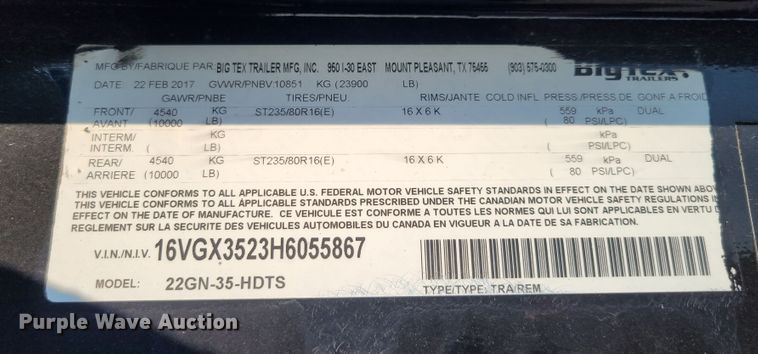 MFG BY/FABRIQUE PAR BIG TEX TRAILER MFG, INC. 950 I-30 EAST MOUNT PLEASANT, TX 75455 (903) 575-0300 BigTex TRAILERS
DATE: 22 FEB 2017 GVWR/PNBV:10851 KG (23900 LB)
GAWR/PNBE TIRES/PNEU. RIMS/JANTE COLD INFL PRESS/PRESS DE GONF A FROID
FRONT/ 4540 KG ST235/80R16(E) 16 X 6 K 559 kPa DUAL
AVANT (10000 LB) ( 80 PSI/LPC)
INTERM/ KG kPa
INTERM. ( LB) ( PSI/LPC)
REAR/ 4540 KG ST235/80R16(E) 16 X 6 K 559 kPa DUAL
ARRIERE (10000 LB) ( 80 PSI/LPC)
THIS VEHICLE CONFORMS TO ALL APPLICABLE U.S. FEDERAL MOTOR VEHICLE SAFETY STANDARDS IN EFFECT ON THE DATE SHOWN ABOV
THIS VEHICLE CONFORMS TO ALL APPLICABLE STANDARDS PRESCRIBED UNDER THE CANADIAN MOTOR VEHICLE SAFETY REGULATIONS IN
DATE OF MANUFACTURE. CE VEHICULE EST CONFORME A TOUTES LES NORMES QUI LUI SONT APPLICABLES EN VERTU D
REGLEMENT SUR LA SECURITE DES VEHICULES AUTOMOBILES DU CANADA EN VIGUEUR A LA DATE DE SA FABRICATION
V.I.N./N.I.V. 16VGX3523H6055867
MODEL: 22GN-35-HDTS
TYPE/TYPE: TRA/REM
Purple Wave Auction